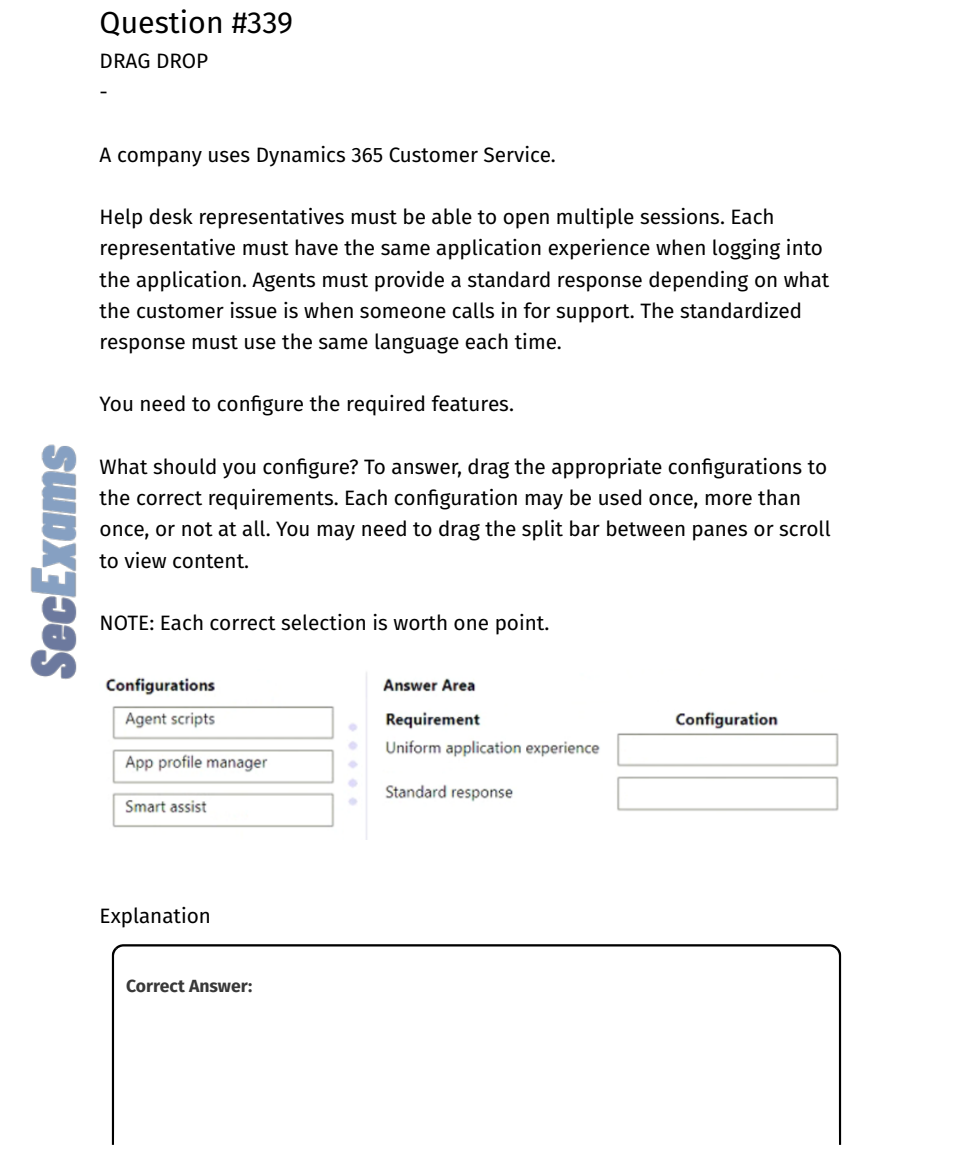 Question #339
DRAG DROP
-
A company uses Dynamics 365 Customer Service.
Help desk representatives must be able to open multiple sessions. Each
representative must have the same application experience when logging into
the application. Agents must provide a standard response depending on what
the customer issue is when someone calls in for support. The standardized
response must use the same language each time.
You need to configure the required features.
What should you configure? To answer, drag the appropriate configurations to
the correct requirements. Each configuration may be used once, more than
once, or not at all. You may need to drag the split bar between panes or scroll
to view content.
NOTE: Each correct selection is worth one point.
SecExams
Configurations
Agent scripts
App profile manager
Smart assist
Answer Area
Requirement Configuration
Uniform application experience
Standard response
Explanation
Correct Answer: